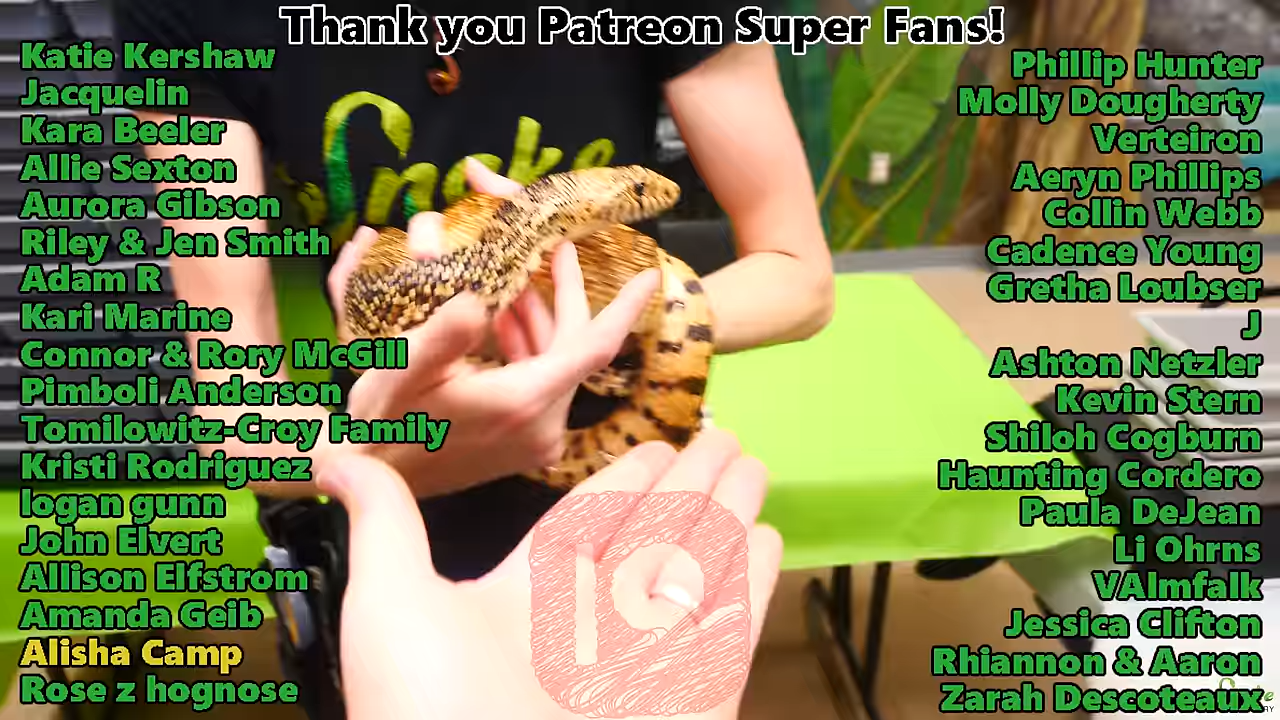 Thank you Patreon Super Fans!
Katie Kershaw
Jacquelin
Kara Beeler
Allie Sexton
Aurora Gibson
Riley & Jen Smith
Adam R
Kari Marine
Connor & Rory McGill
Pimboli Anderson
Tomilowitz-Croy Family
Kristi Rodriguez
logan gunn
John Elvert
Allison Elfstrom
Amanda Geib
Alisha Camp
Rose z hognose
Phillip Hunter
Molly Dougherty
Verteiron
Aeryn Phillips
Collin Webb
Cadence Young
Gretha Loubser
J
Ashton Netzler
Kevin Stern
Shiloh Cogburn
Haunting Cordero
Paula DeJean
Li Ohrns
VAlmfalk
Jessica Clifton
Rhiannon & Aaron
Zarah Descoteaux
Snake